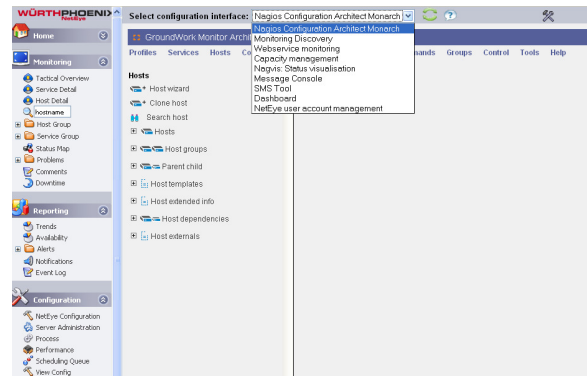 WÜRTHPHOENIX
NetEye
Home
Monitoring
Tactical Overview
Service Detail
Host Detail
hostname
Host Group
Service Group
Status Map
Problems
Comments
Downtime
Reporting
Trends
Availability
Alerts
Notifications
Event Log
Configuration
NetEye Configuration
Server Administration
Process
Performance
Scheduling Queue
View Config
Select configuration interface: Nagios Configuration Architect Monarch
Nagios Configuration Architect Monarch
Monitoring Discovery
Webservice monitoring
Capacity management
Nagvis: Status visualisation
Message Console
SMS Tool
Dashboard
NetEye user account management
GroundWork Monitor Archi
Profiles Services Hosts Co ands Groups Control Tools Help
Hosts
Host wizard
Clone host
Search host
Hosts
Host groups
Parent child
Host templates
Host extended info
Host dependencies
Host externals